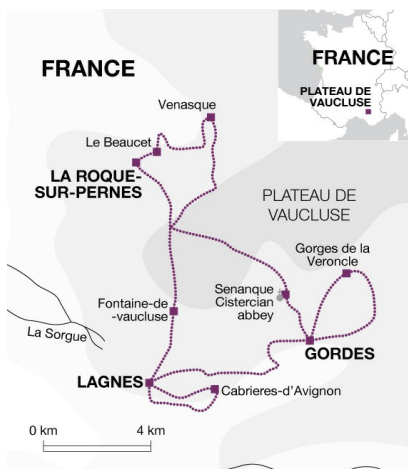 FRANCE
FRANCE
PLATEAU DE
VAUCLUSE
Venasque
Le Beaucet
LA ROQUE-
SUR-PERNES
PLATEAU DE
VAUCLUSE
Gorges de la
Veroncle
Senanque
Cistercian
abbey
Fontaine-de
-vaucluse
La Sorgue
GORDES
LAGNES
Cabrieres-d'Avignon
0 km
4 km